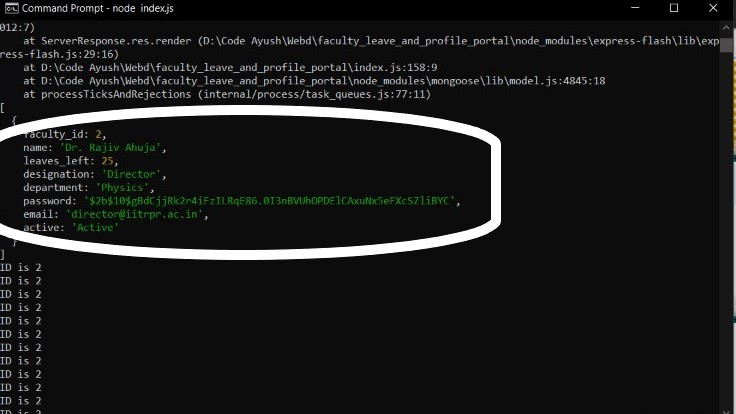 Command Prompt - node index.js
012:7)
at ServerResponse.res.render (D:\Code Ayush\Webd\faculty_leave_and_profile_portal\node_modules\express-flash\lib\exp
ress-flash.js:29:16)
at D:\Code Ayush\Webd\faculty_leave_and_profile_portal\index.js:158:9
at D:\Code Ayush\Webd\faculty_leave_and_profile_portal\node_modules\mongoose\lib\model.js:4845:18
at processTicksAndRejections (internal/process/task_queues.js:77:11)
[
{
faculty_id: 2,
name: 'Dr. Rajiv Ahuja',
leaves_left: 25,
designation: 'Director',
department: 'Physics',
password: '$2b$10$gBdCjjRk2r4iFzILRqE86.0I3nBVUhOPDElCAxuNx5eFXcSZliBYC',
email: 'director@iitrpr.ac.in',
active: 'Active'
}
]
ID is 2
ID is 2
ID is 2
ID is 2
ID is 2
ID is 2
ID is 2
ID is 2
ID is 2
ID is 2
ID is 2
ID is 2